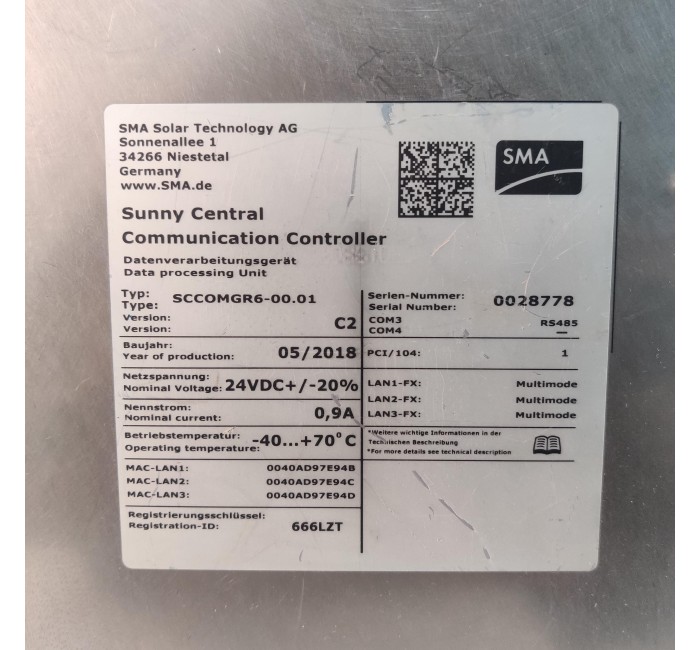 SMA Solar Technology AG
Sonnenallee 1
34266 Niestetal
Germany
www.SMA.de
SMA
Sunny Central
Communication Controller
Datenverarbeitungsgerät
Data processing Unit
Typ:
Type: SCCOMGR6-00.01
Version:
Version: C2
Baujahr:
Year of production: 05/2018
Netzspannung:
Nominal Voltage: 24VDC+/-20%
Nennstrom:
Nominal current: 0,9A
Betriebstemperatur:
Operating temperature: -40...+70°C
MAC-LAN1: 0040AD97E94B
MAC-LAN2: 0040AD97E94C
MAC-LAN3: 0040AD97E94D
Registrierungsschlüssel:
Registration-ID: 666LZT
Serien-Nummer:
Serial Number: 0028778
COM3 RS485
COM4 —
PCI/104: 1
LAN1-FX: Multimode
LAN2-FX: Multimode
LAN3-FX: Multimode
*Weitere wichtige Informationen in der
Technischen Beschreibung
*For more details see technical description